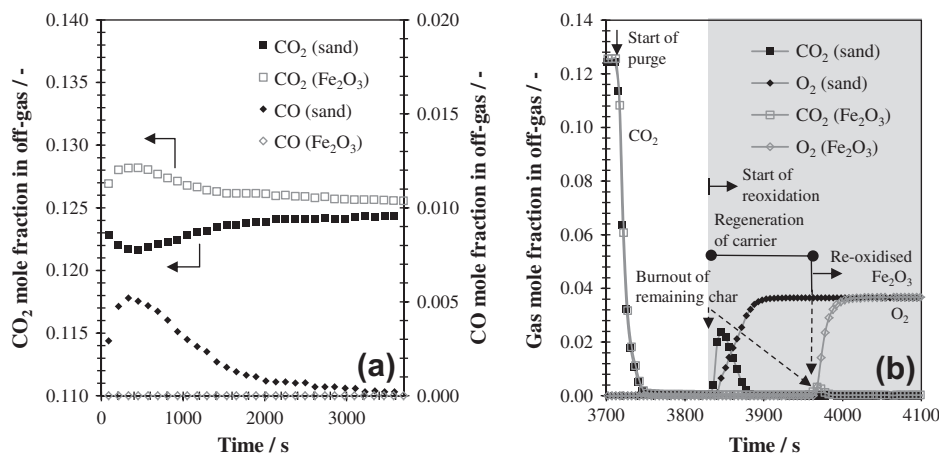 0.140
0.135
0.130
0.125
0.120
0.115
0.110
CO₂ mole fraction in off-gas / -
0.020
0.015
0.010
0.005
0.000
CO mole fraction in off-gas / -
CO₂ (sand)
CO₂ (Fe₂O₃)
CO (sand)
CO (Fe₂O₃)
(a)
0 1000 2000 3000
Time / s
0.14
0.12
0.10
0.08
0.06
0.04
0.02
0.00
Gas mole fraction in off-gas / -
Start of
purge
CO₂
CO₂ (sand)
O₂ (sand)
CO₂ (Fe₂O₃)
O₂ (Fe₂O₃)
Start of
reoxidation
Regeneration
of carrier
Burnout of
remaining char
Re-oxidised
Fe₂O₃
O₂
(b)
3700 3800 3900 4000 4100
Time / s